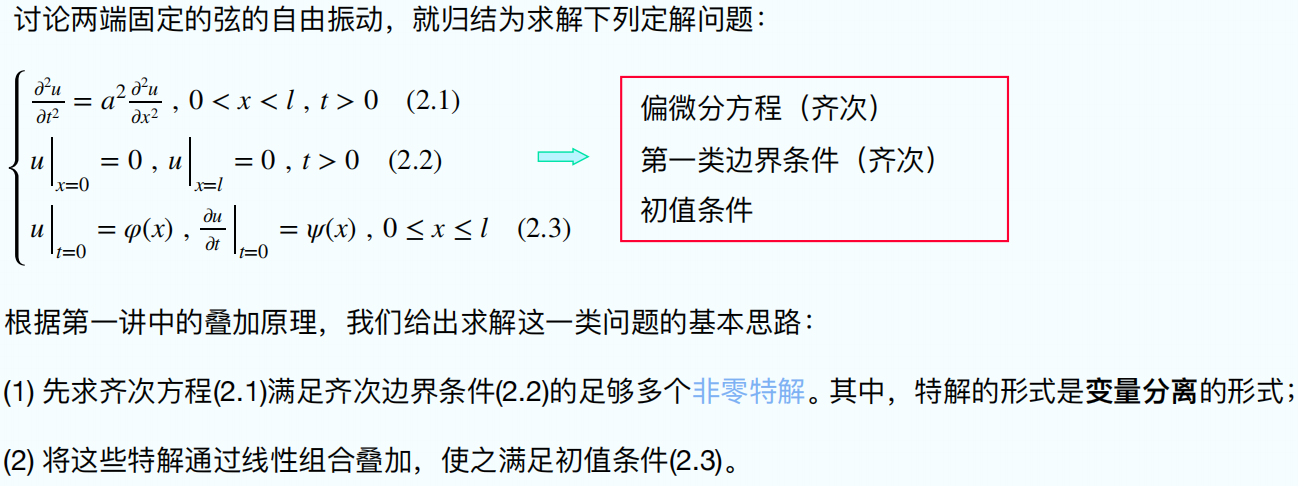 讨论两端固定的弦的自由振动，就归结为求解下列定解问题：
∂²u/∂t² = a² ∂²u/∂x² , 0 < x < l , t > 0 (2.1)
偏微分方程（齐次）
u|x=0 = 0 , u|x=l = 0 , t > 0 (2.2)
第一类边界条件（齐次）
u|t=0 = φ(x) , ∂u/∂t|t=0 = ψ(x) , 0 ≤ x ≤ l (2.3)
初值条件
根据第一讲中的叠加原理，我们给出求解这一类问题的基本思路：
(1) 先求齐次方程(2.1)满足齐次边界条件(2.2)的足够多个非零特解。其中，特解的形式是变量分离的形式；
(2) 将这些特解通过线性组合叠加，使之满足初值条件(2.3)。